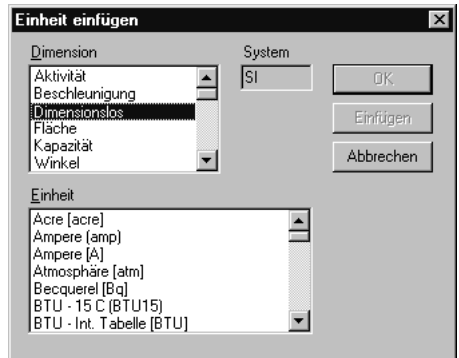 Einheit einfügen
Dimension
System
Aktivität
Beschleunigung
Dimensionslos
Fläche
Kapazität
Winkel
SI
OK
Einfügen
Abbrechen
Einheit
Acre [acre]
Ampere (amp)
Ampere [A]
Atmosphäre [atm]
Becquerel [Bq]
BTU - 15 C (BTU15)
BTU - Int. Tabelle [BTU]